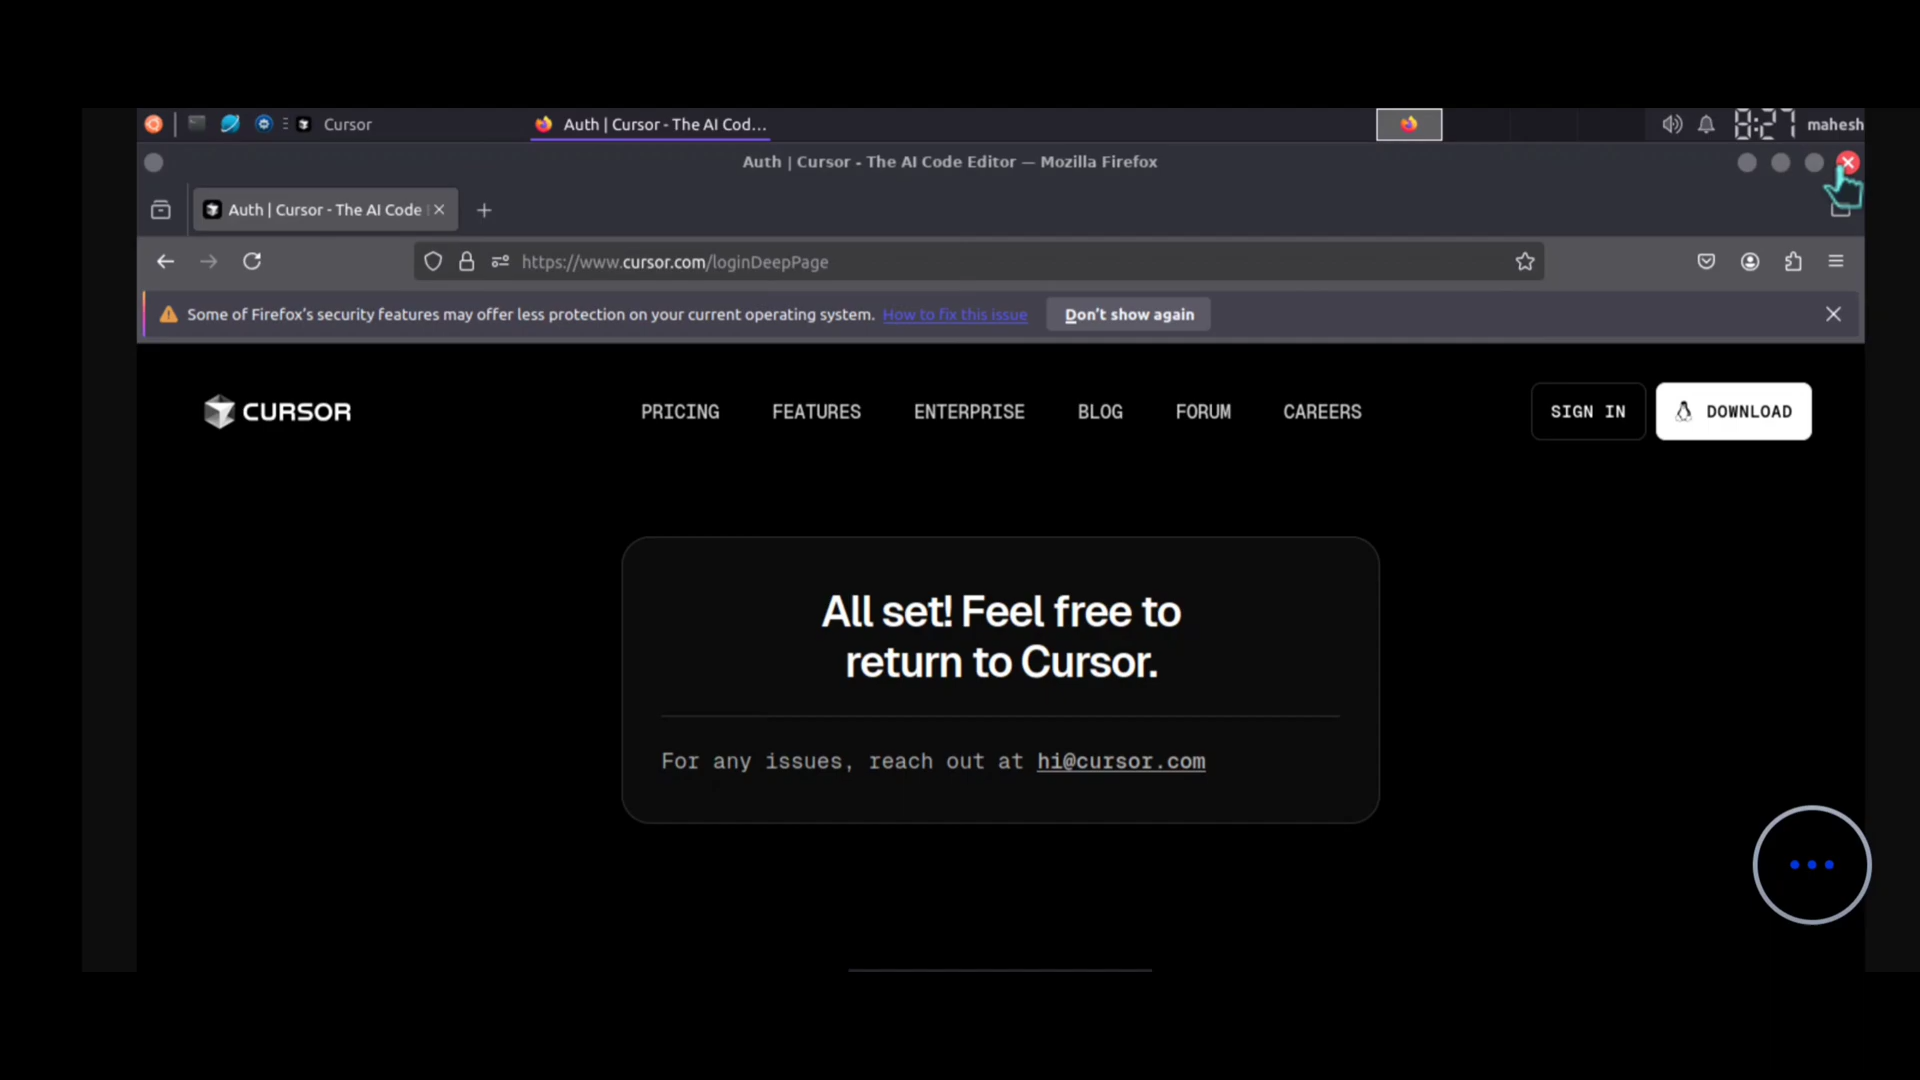 Cursor
Auth | Cursor - The AI Cod...
8:27
mahesh
Auth | Cursor - The AI Code Editor — Mozilla Firefox
Auth | Cursor - The AI Code
https://www.cursor.com/loginDeepPage
Some of Firefox's security features may offer less protection on your current operating system. How to fix this issue Don't show again
CURSOR
PRICING FEATURES ENTERPRISE BLOG FORUM CAREERS
SIGN IN
DOWNLOAD
All set! Feel free to
return to Cursor.
For any issues, reach out at hi@cursor.com